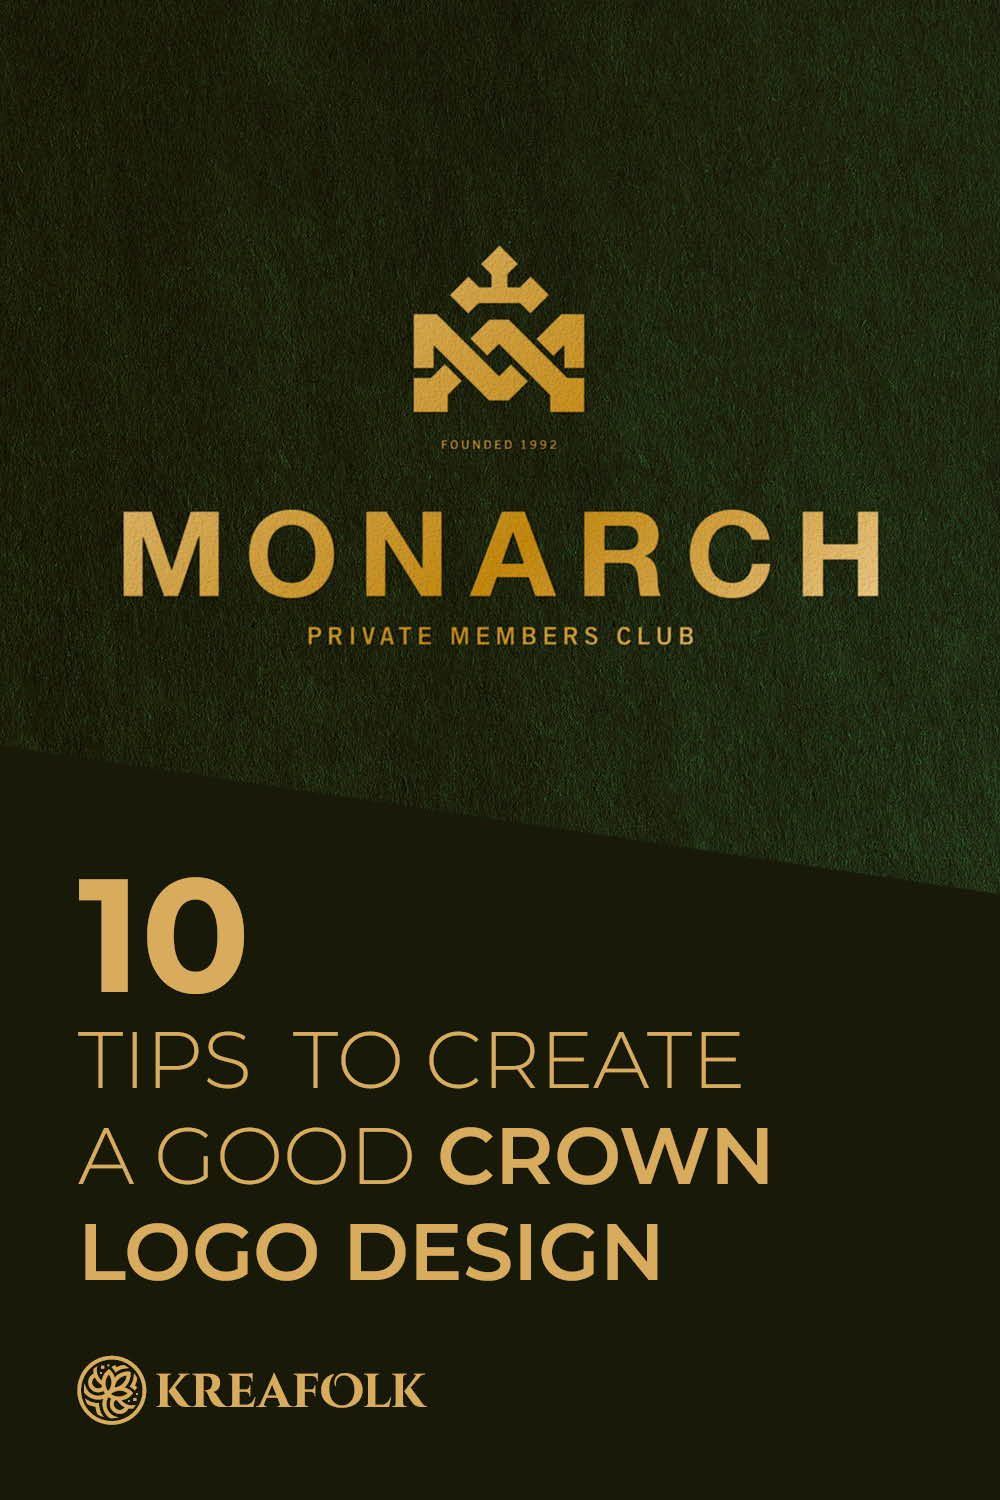 FOUNDED 1992
MONARCH
PRIVATE MEMBERS CLUB
10
TIPS TO CREATE
A GOOD CROWN
LOGO DESIGN
KREAFOLK